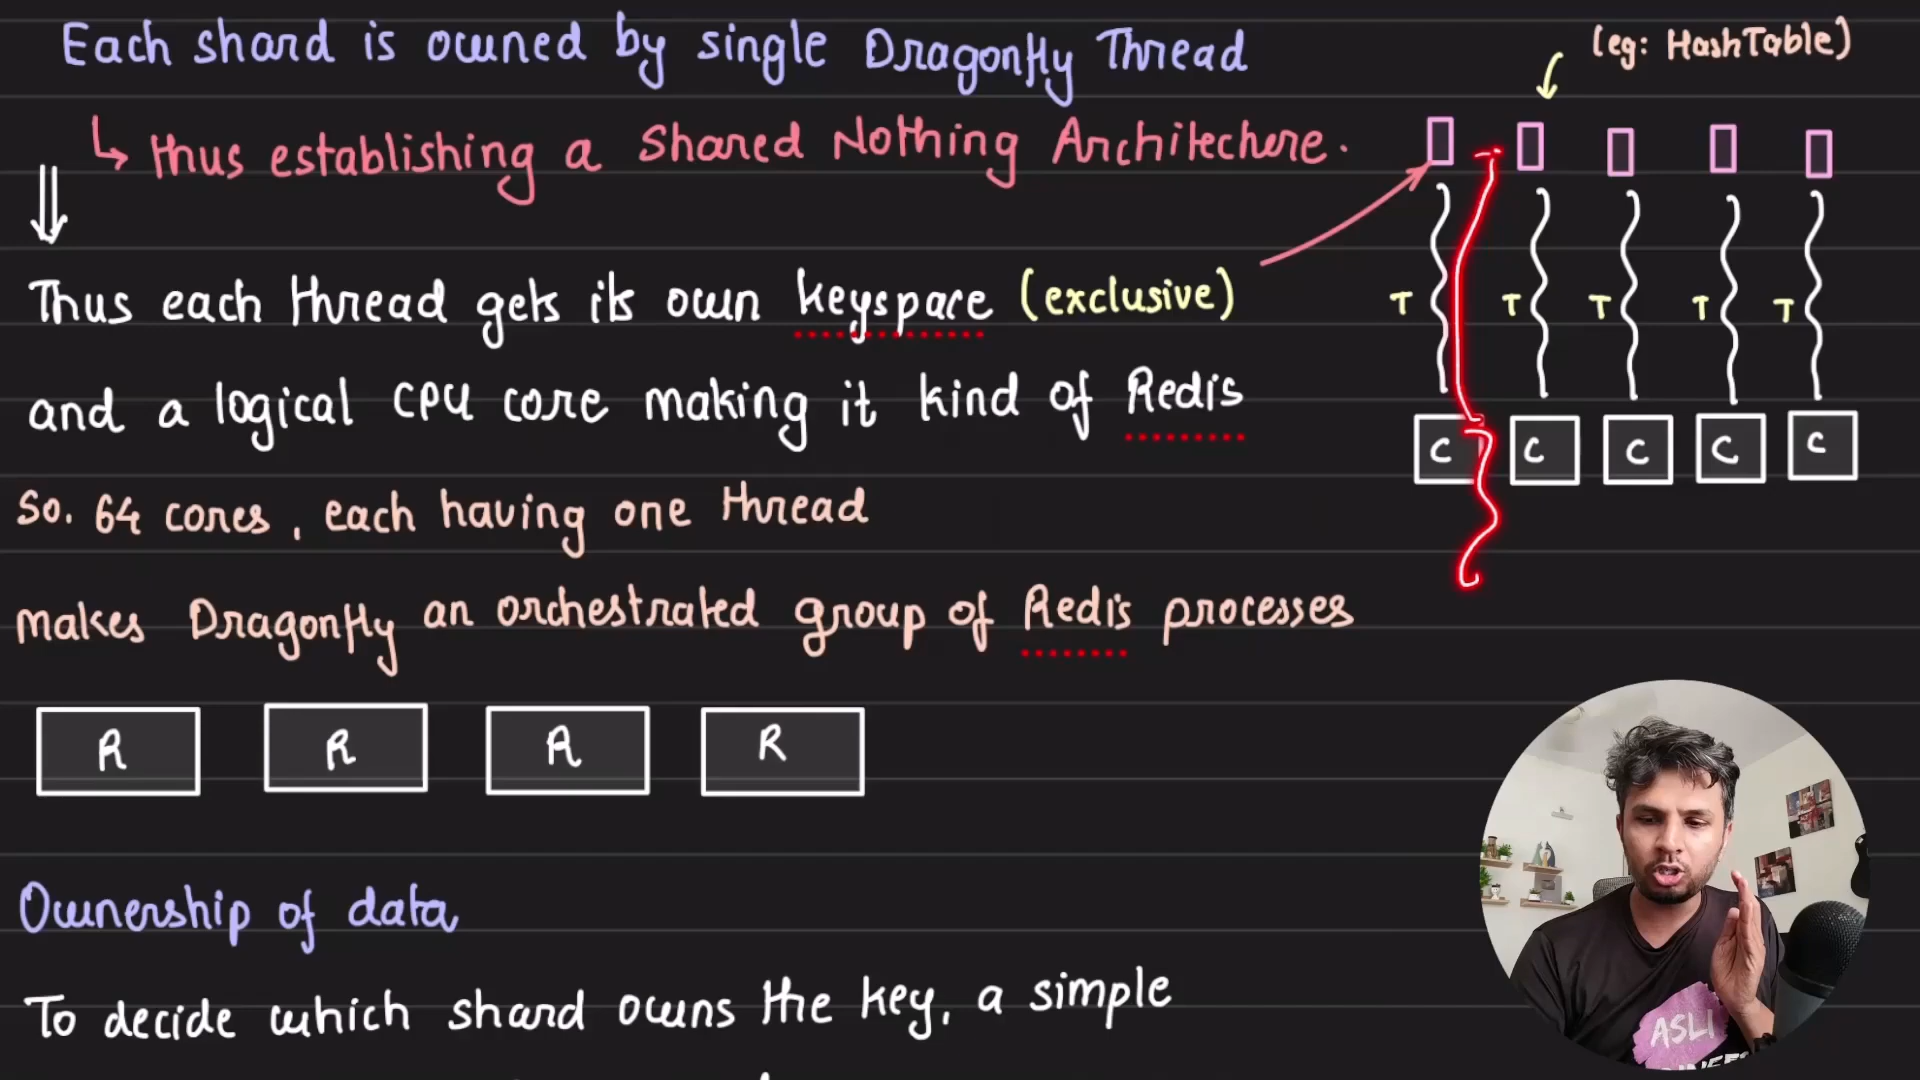 Each shard is owned by single Dragonfly Thread
(eg: HashTable)
↳ thus establishing a Shared Nothing Architecture.
Thus each thread gets its own keyspace (exclusive)
T T T T T
and a logical CPU core making it kind of Redis
C C C C C
So. 64 cores, each having one thread
makes Dragonfly an orchestrated group of Redis processes
R R R R
Ownership of data
To decide which shard owns the key, a simple
ASLI